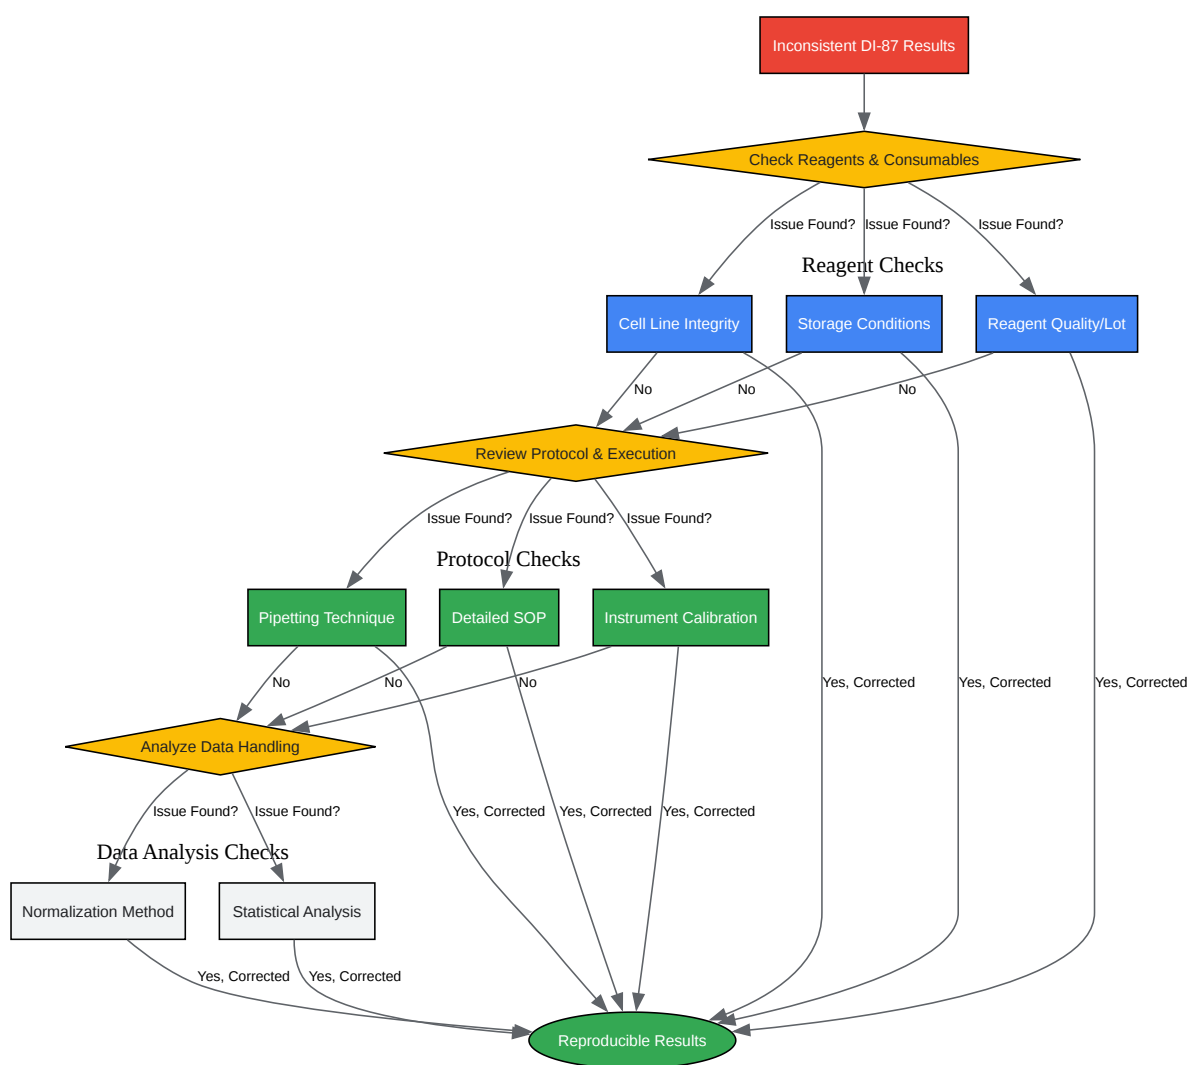 Inconsistent DI-87 Results
Check Reagents & Consumables
Issue Found?
Issue Found?
Issue Found?
Reagent Checks
Cell Line Integrity
Storage Conditions
Reagent Quality/Lot
No
No
No
Review Protocol & Execution
Issue Found?
Issue Found?
Issue Found?
Protocol Checks
Pipetting Technique
Detailed SOP
Instrument Calibration
No
No
No
Yes, Corrected
Yes, Corrected
Yes, Corrected
Analyze Data Handling
Issue Found?
Issue Found?
Yes, Corrected
Yes, Corrected
Yes, Corrected
Data Analysis Checks
Normalization Method
Statistical Analysis
Yes, Corrected
Yes, Corrected
Reproducible Results